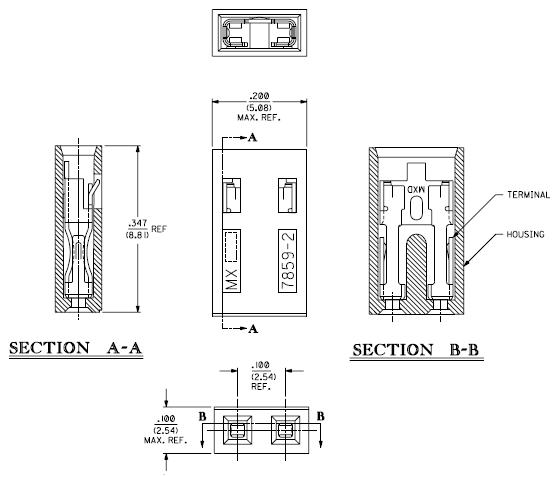 .200
(5.08)
MAX. REF.
A
.347
(8.81)
REF
MX
7859-2
MXD
TERMINAL
HOUSING
A
SECTION A-A
SECTION B-B
.100
(2.54)
REF.
.100
(2.54)
MAX. REF.
B
B